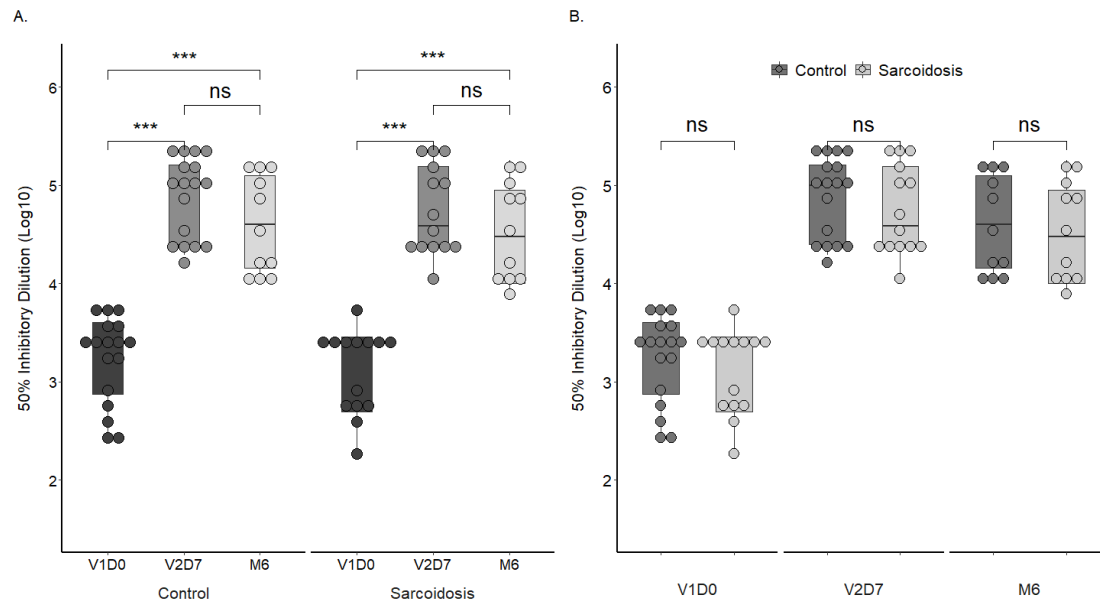 A.
50% Inhibitory Dilution (Log10)
6
5
4
3
2
***
ns
***
***
ns
***
V1D0 V2D7 M6
V1D0 V2D7 M6
Control
Sarcoidosis
B.
50% Inhibitory Dilution (Log10)
6
5
4
3
2
Control Sarcoidosis
ns
ns
ns
V1D0
V2D7
M6